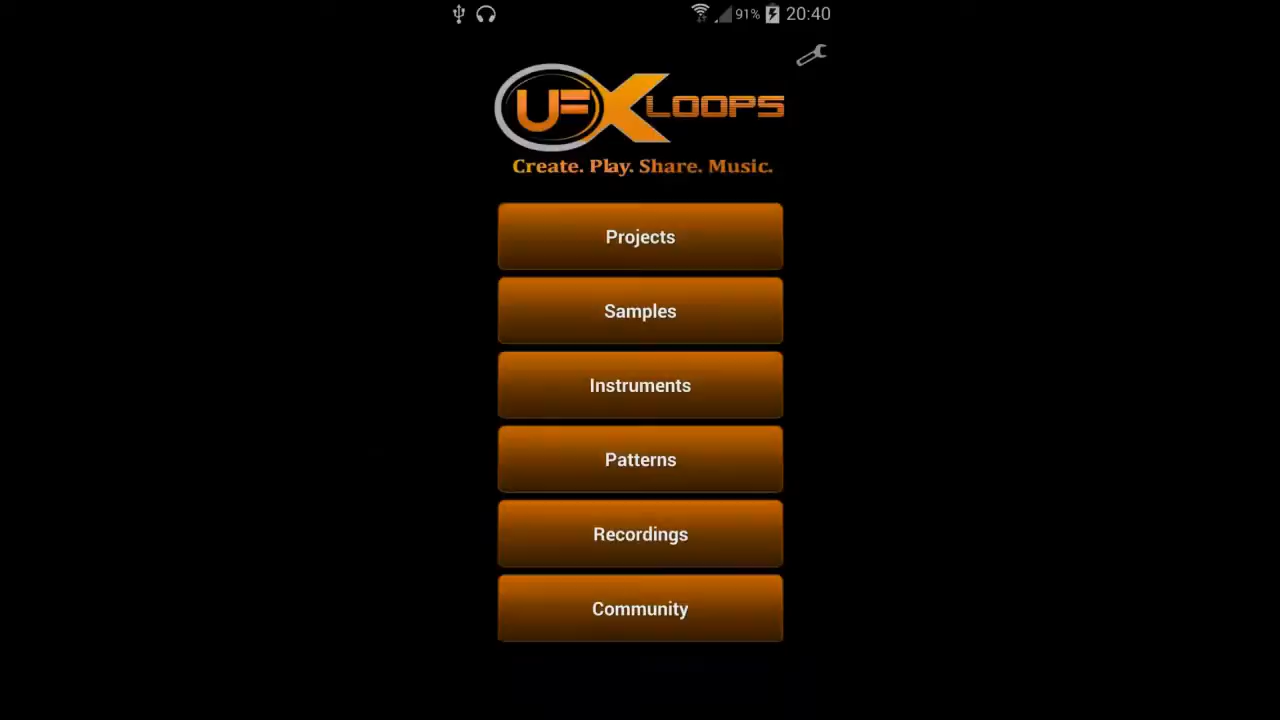 91% 20:40
UFX LOOPS
Create. Play. Share. Music.
Projects
Samples
Instruments
Patterns
Recordings
Community